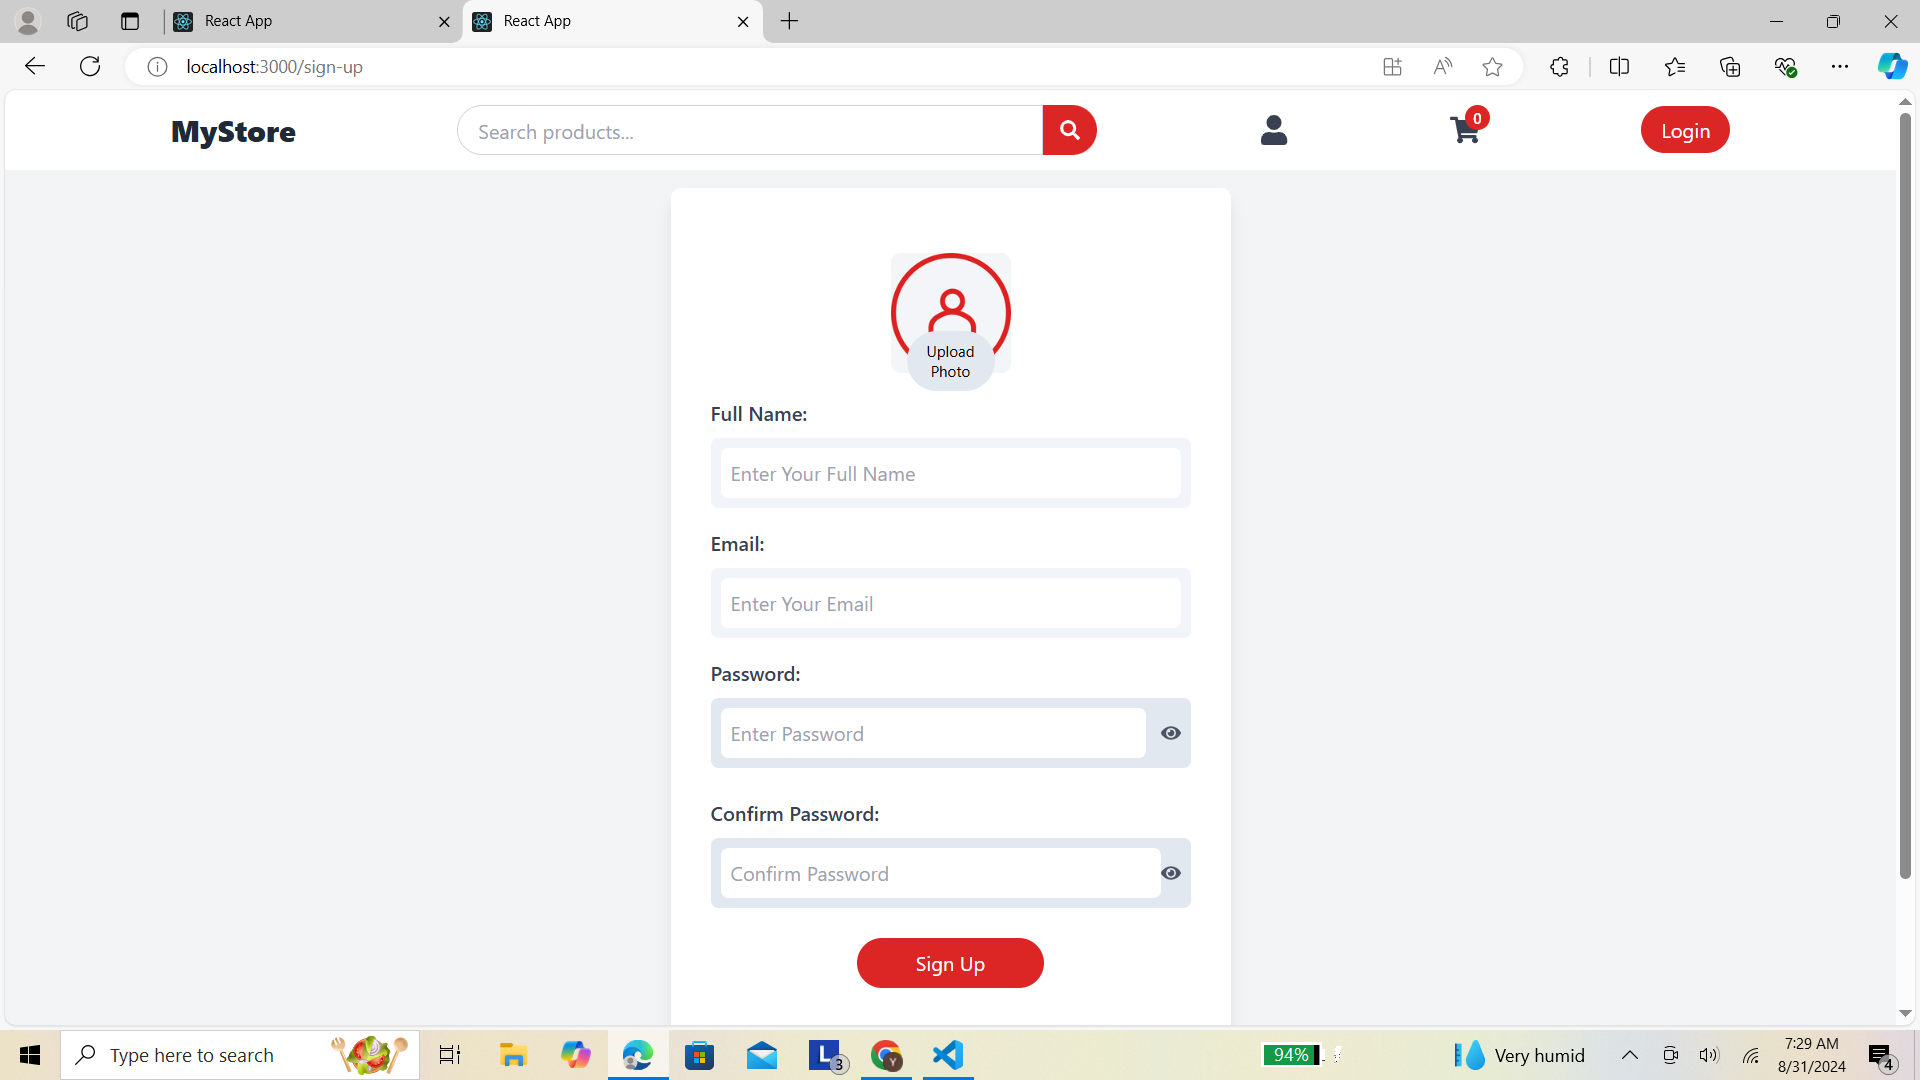 React App
React App
localhost:3000/sign-up
MyStore
Search products...
0
Login
Upload
Photo
Full Name:
Enter Your Full Name
Email:
Enter Your Email
Password:
Enter Password
Confirm Password:
Confirm Password
Sign Up
Type here to search
L
3
Y
94%
Very humid
7:29 AM
8/31/2024
4